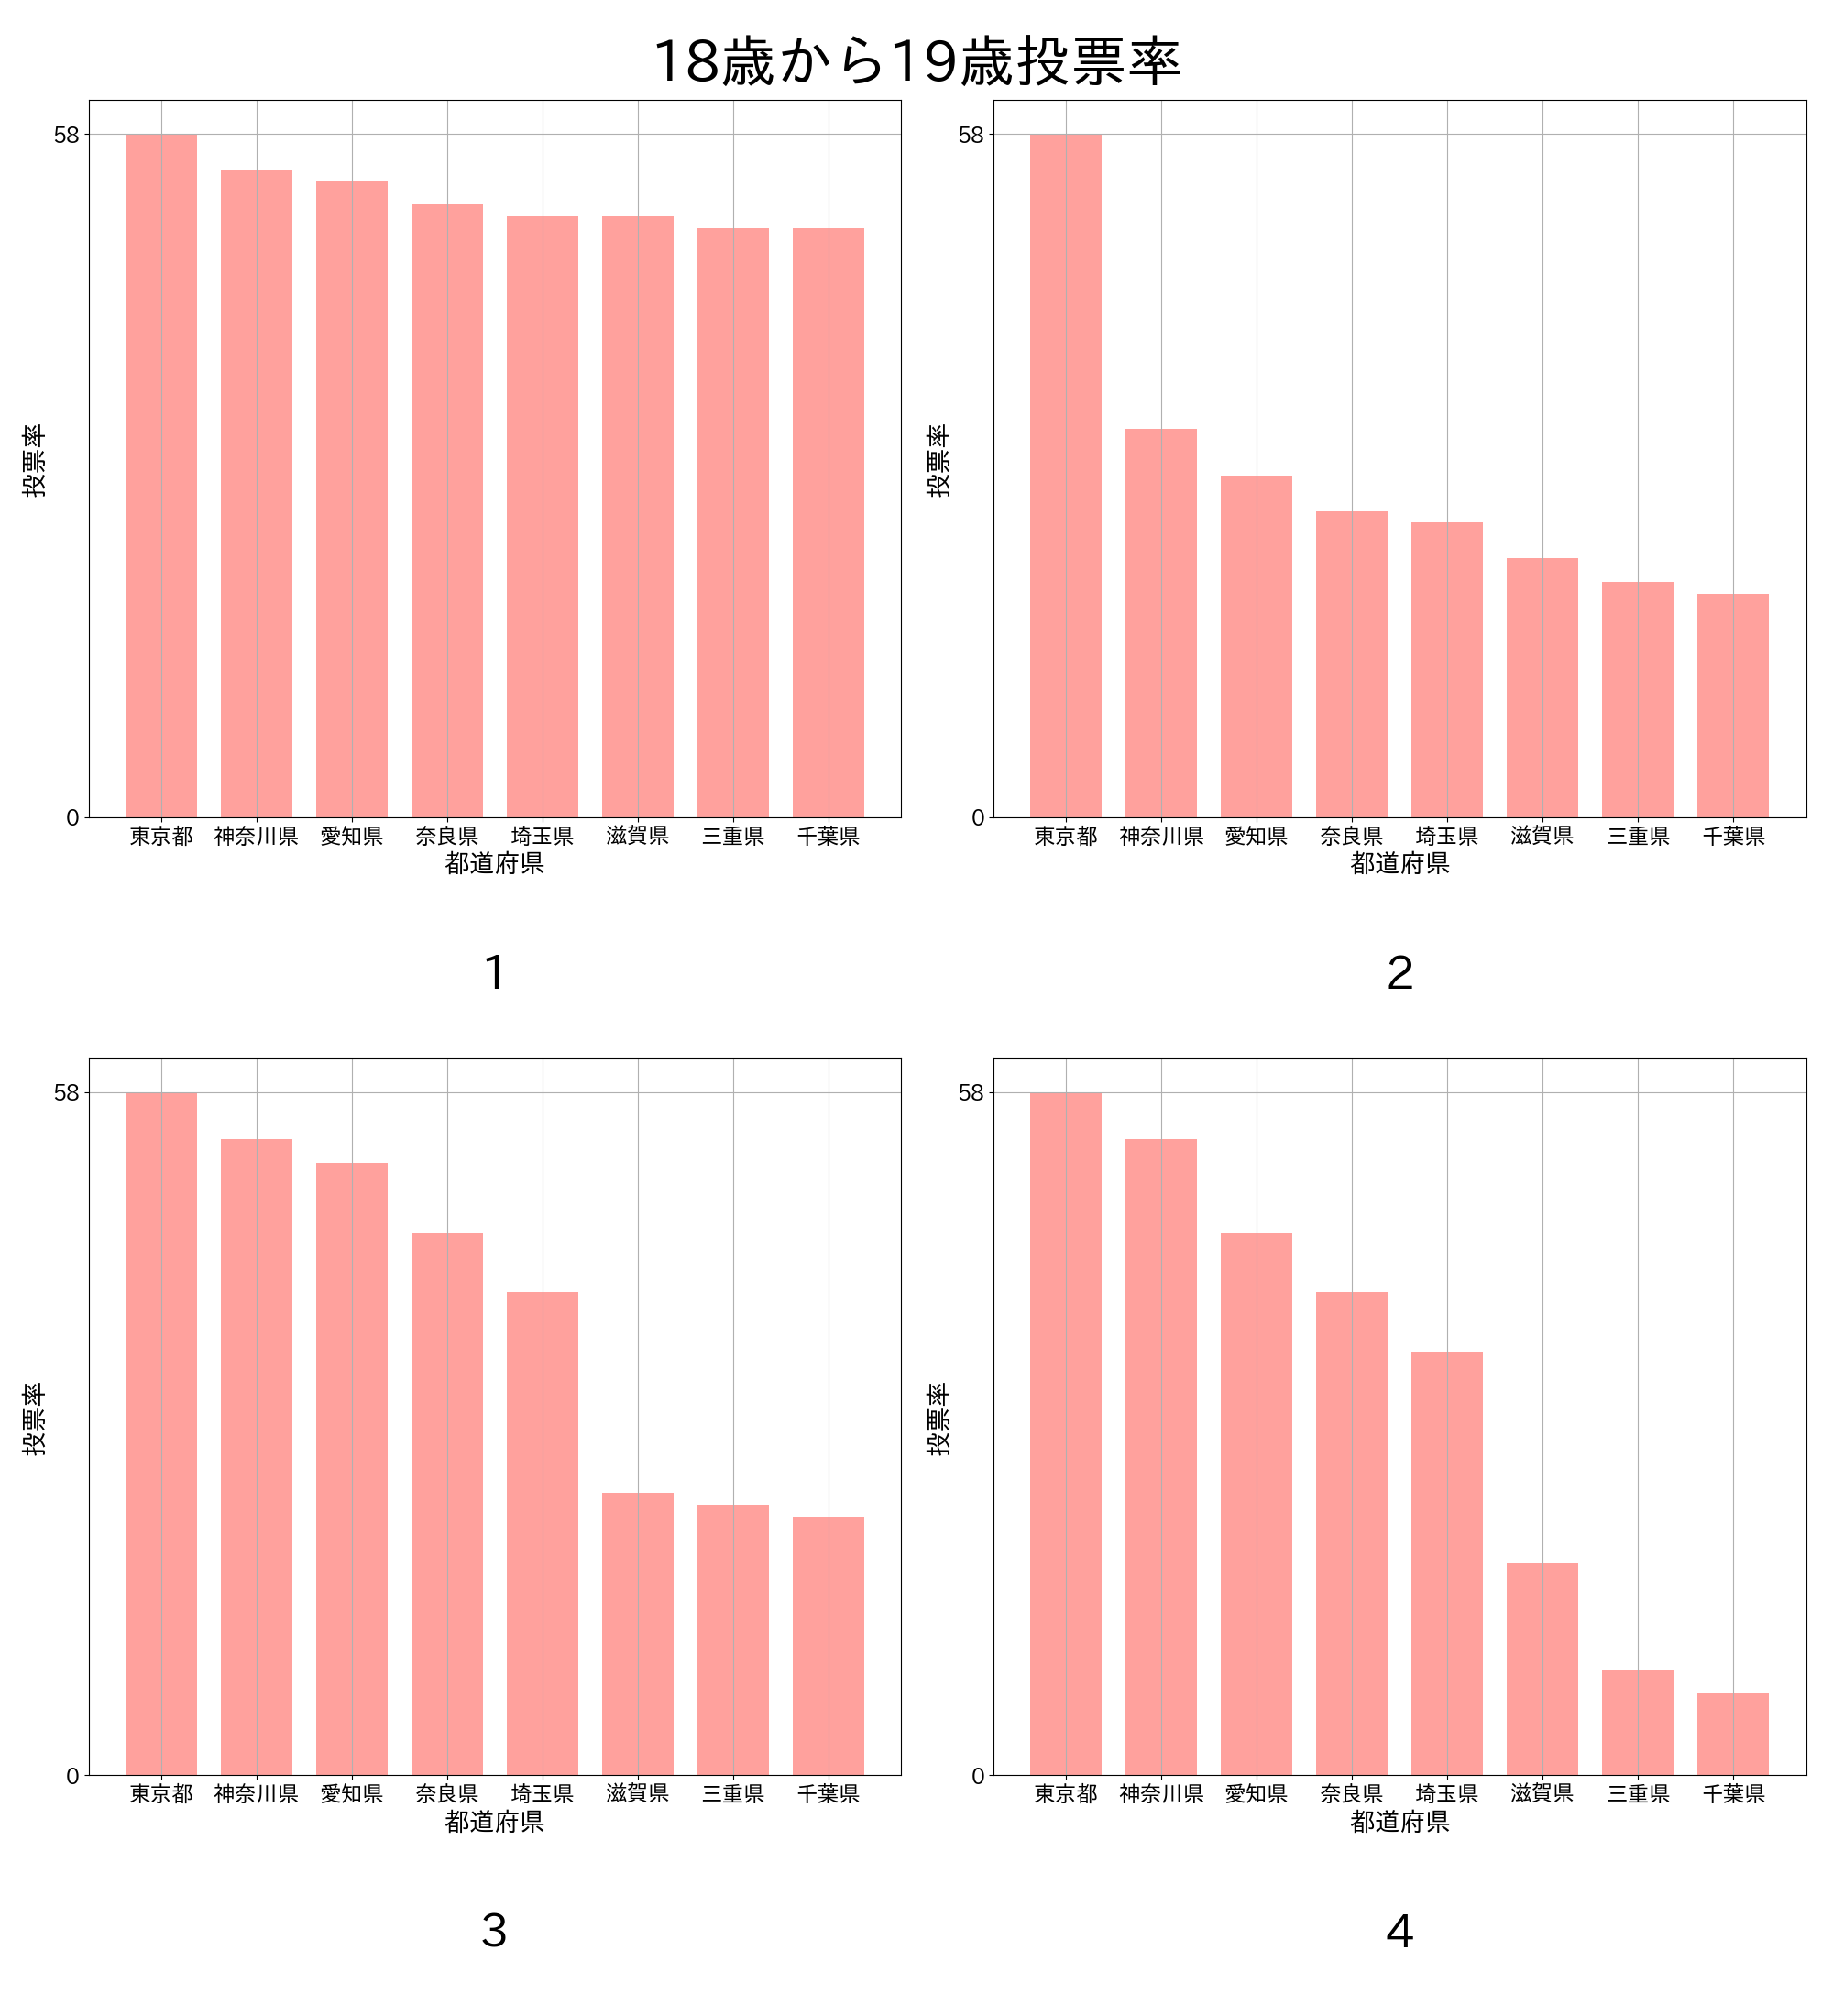 18歳から19歳投票率
58
0
投票率
東京都 神奈川県 愛知県 奈良県 埼玉県 滋賀県 三重県 千葉県
都道府県
1
58
0
投票率
東京都 神奈川県 愛知県 奈良県 埼玉県 滋賀県 三重県 千葉県
都道府県
2
58
0
投票率
東京都 神奈川県 愛知県 奈良県 埼玉県 滋賀県 三重県 千葉県
都道府県
3
58
0
投票率
東京都 神奈川県 愛知県 奈良県 埼玉県 滋賀県 三重県 千葉県
都道府県
4